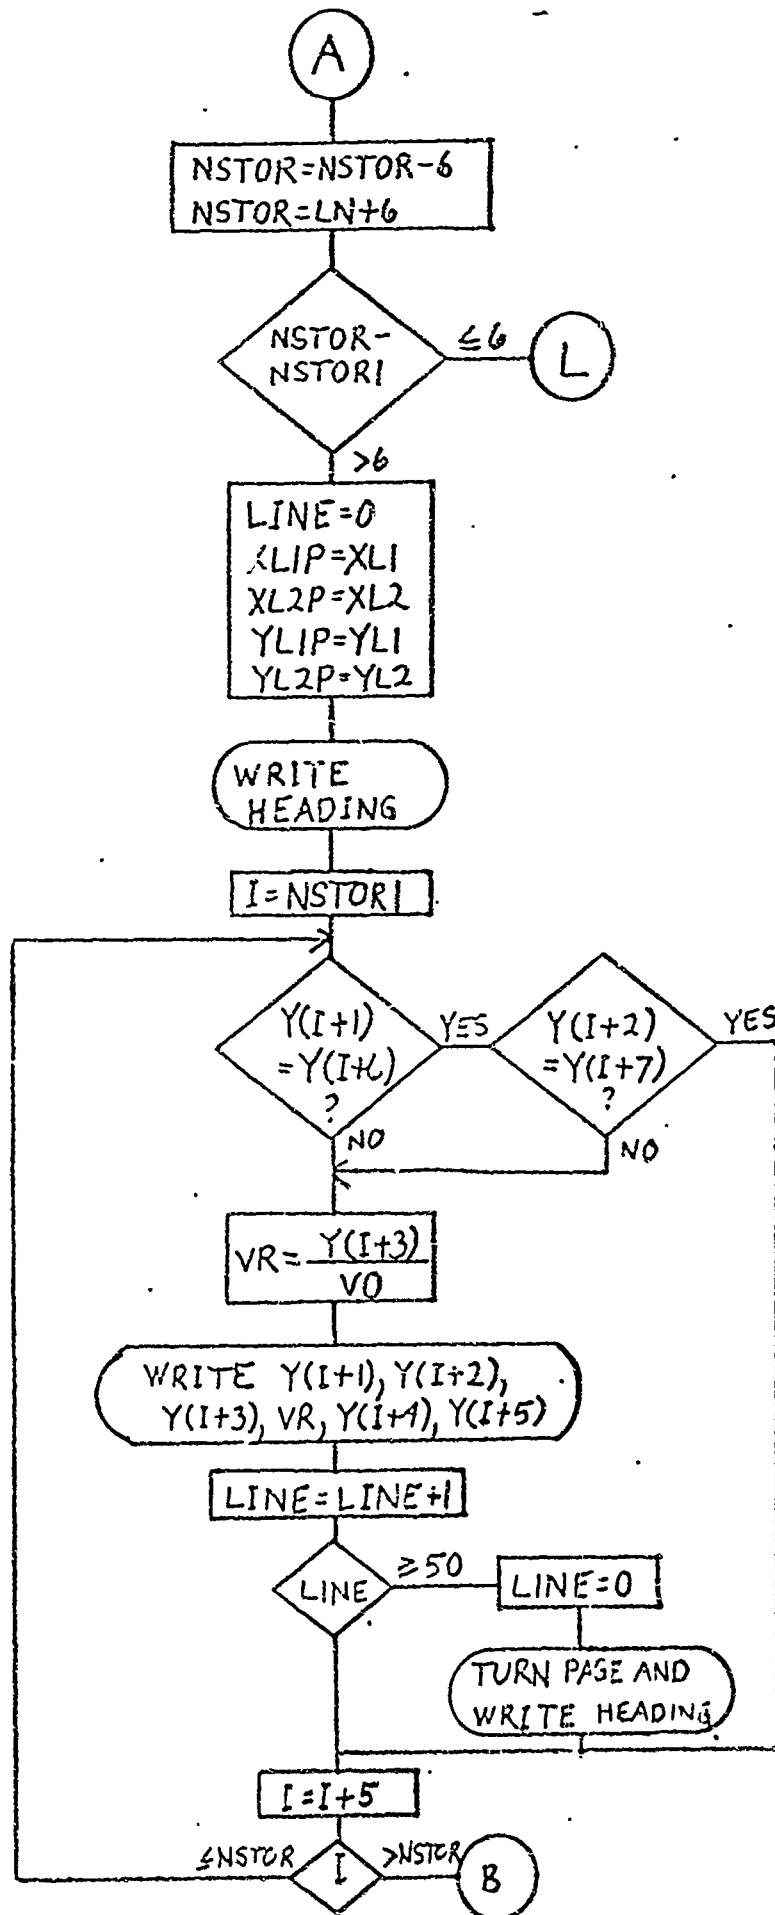 A
NSTOR=NSTOR-6
NSTOR=LN+6
NSTOR-
NSTOR1
≤6
L
>6
LINE=0
XL1P=XL1
XL2P=XL2
YL1P=YL1
YL2P=YL2
WRITE
HEADING
I=NSTOR1
Y(I+1)
=Y(I+6)
?
YES
Y(I+2)
=Y(I+7)
?
YES
NO
NO
VR=Y(I+3)
VO
WRITE Y(I+1), Y(I+2),
Y(I+3), VR, Y(I+4), Y(I+5)
LINE=LINE+1
LINE
≥50
LINE=0
TURN PAGE AND
WRITE HEADING
I=I+5
≤NSTOR
I
>NSTOR
B